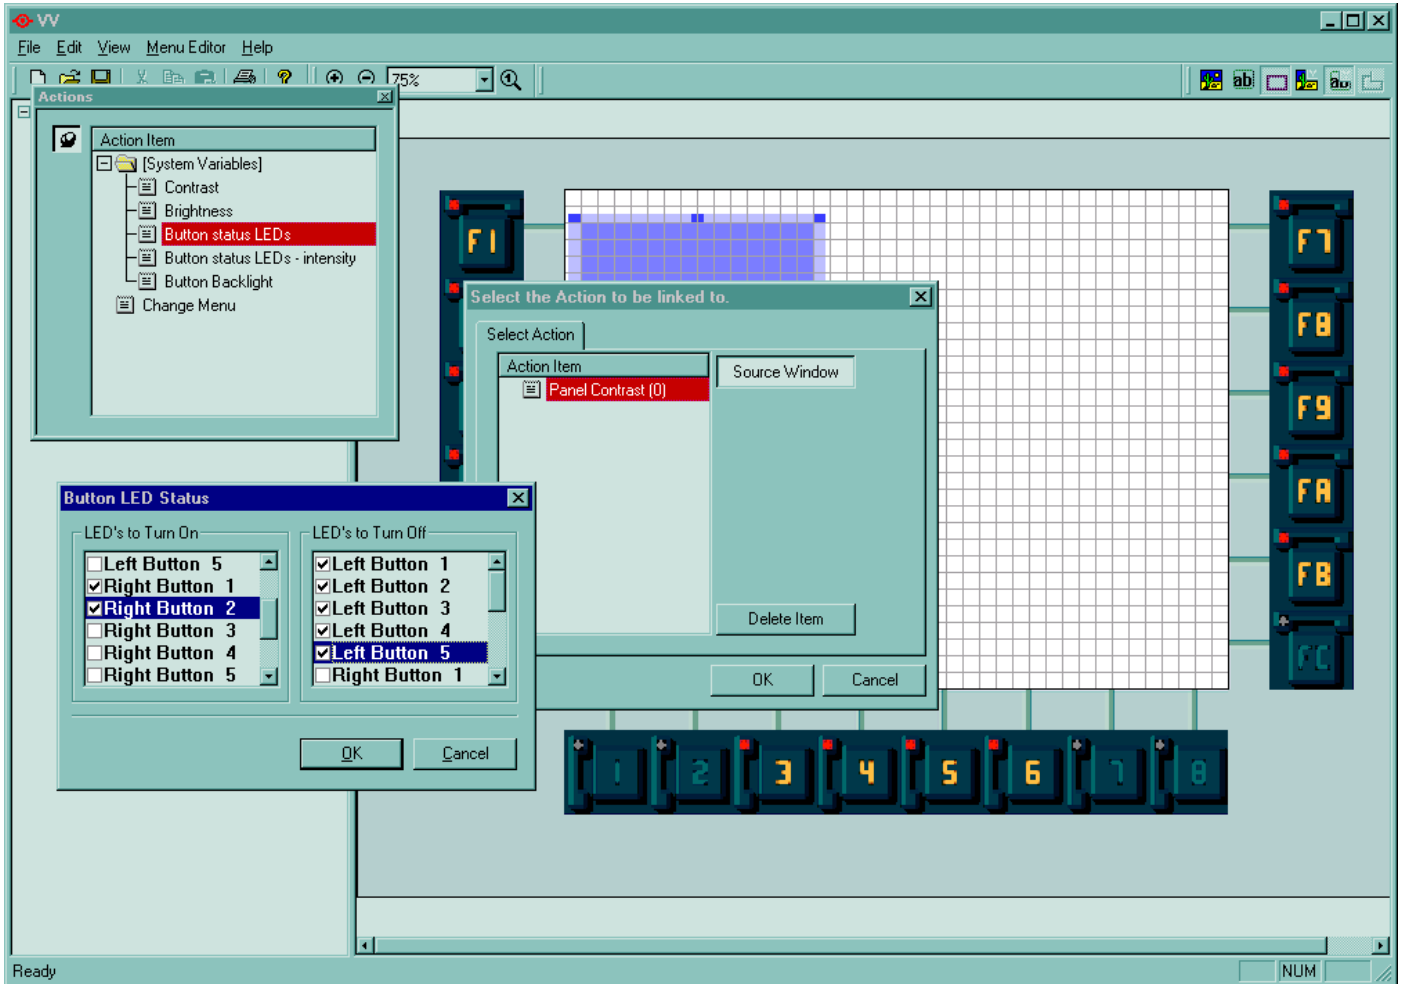 VV
File Edit View Menu Editor Help
75%
Actions
Action Item
[System Variables]
Contrast
Brightness
Button status LEDs
Button status LEDs - intensity
Button Backlight
Change Menu
F1
F7
F8
F9
FA
FB
FC
Select the Action to be linked to.
Select Action
Action Item
Panel Contrast (0)
Source Window
Delete Item
OK Cancel
Button LED Status
LED's to Turn On
Left Button 5
Right Button 1
Right Button 2
Right Button 3
Right Button 4
Right Button 5
LED's to Turn Off
Left Button 1
Left Button 2
Left Button 3
Left Button 4
Left Button 5
Right Button 1
OK Cancel
1 2 3 4 5 6 7 8
Ready
NUM